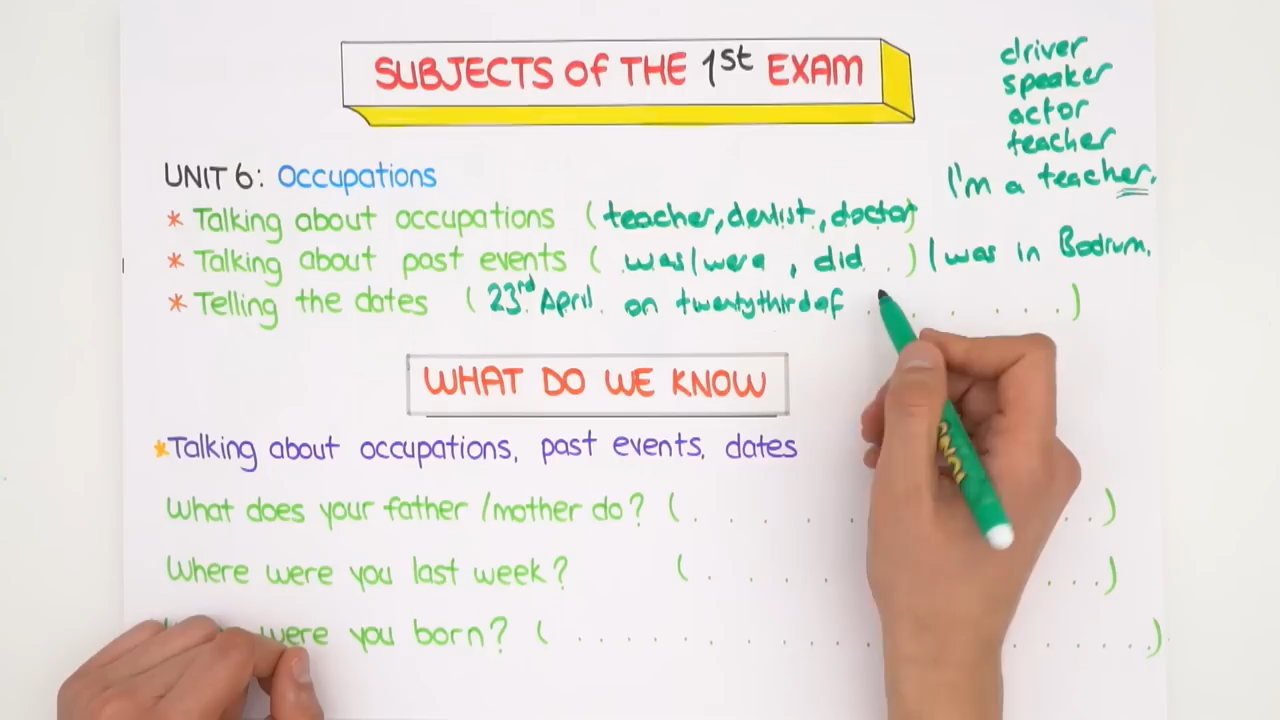 SUBJECTS Of THE 1st EXAM
driver
speaker
actor
teacher
I'm a teacher.
UNIT 6: Occupations
* Talking about occupations (teacher, dentist, doctor)
* Talking about past events ( was/were , did . ) I was in Bodrum.
* Telling the dates ( 23rd April on twentythirdof . . . . . )
WHAT DO WE KNOW
*Talking about occupations, past events, dates
What does your father /mother do? ( . . . . . . )
Where were you last week? ( . . . . . . . )
were you born? ( . . . . . . . . . . . . . . . )